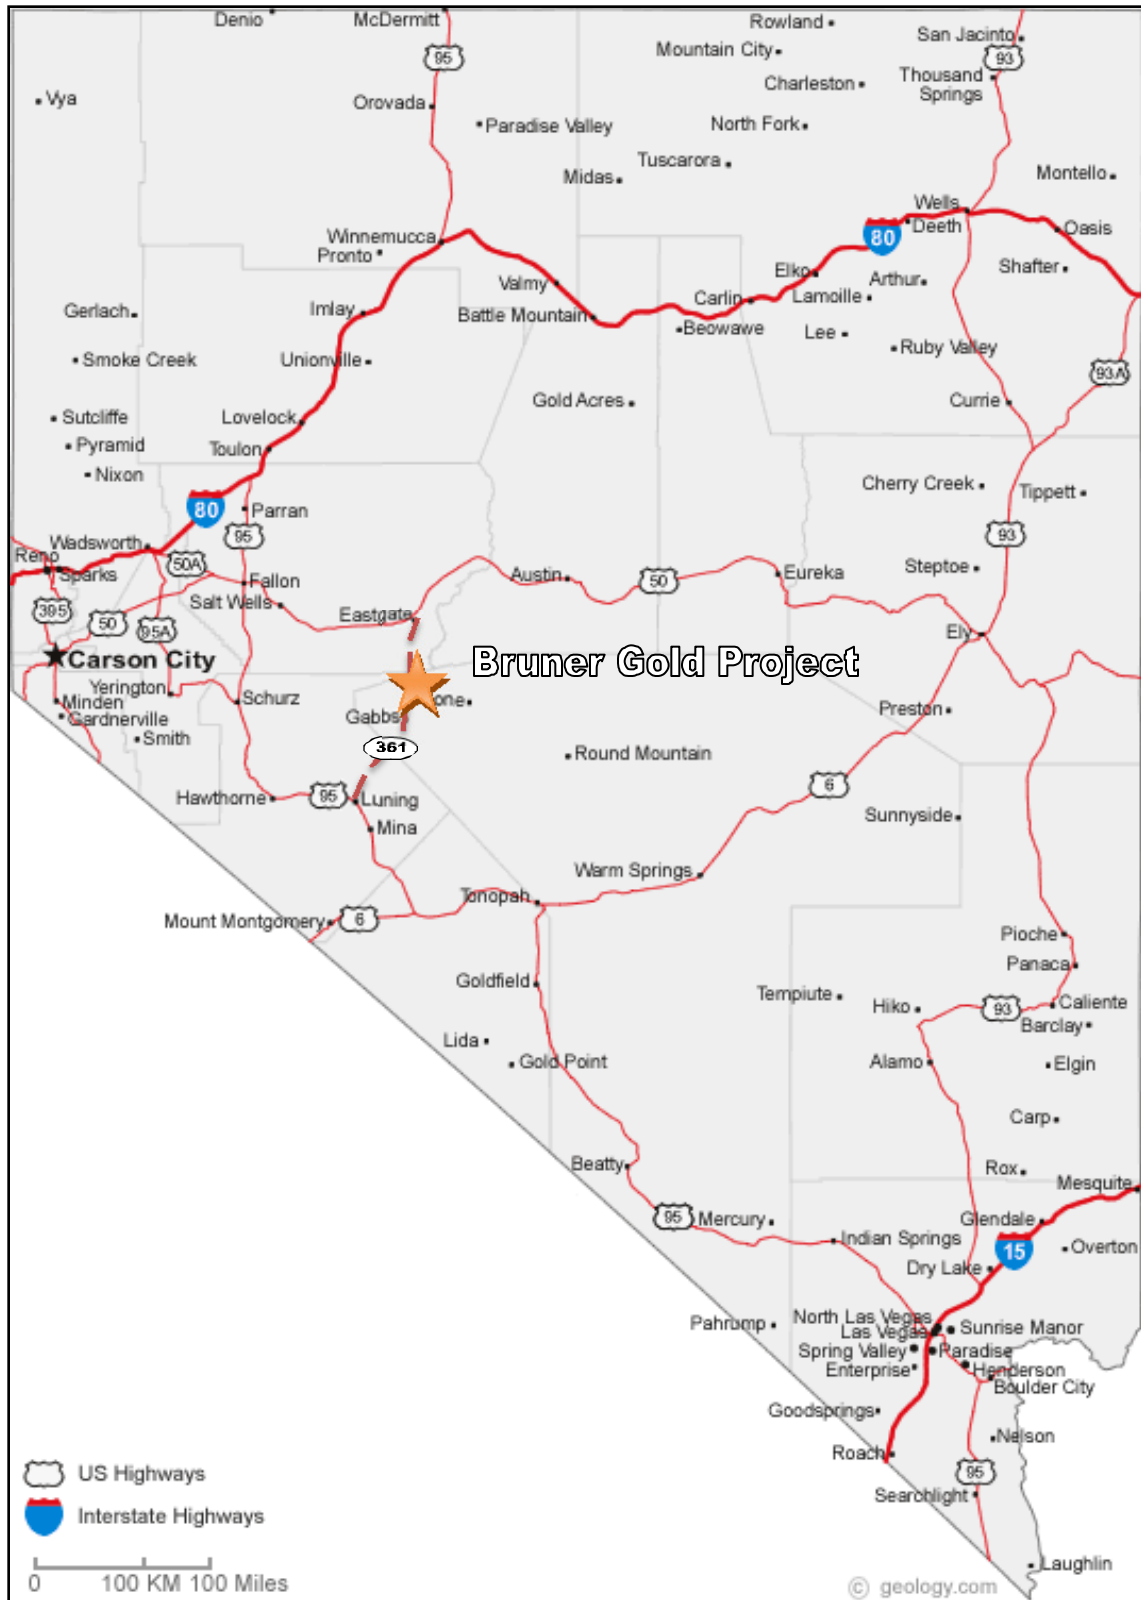 Denio
McDermitt
Rowland
San Jacinto
95
Mountain City
93
Charleston
Thousand
Springs
Vya
Orovada
Paradise Valley
North Fork
Tuscarora
Midas
Montello
Wells
Deeth
Oasis
Winnemucca
Pronto
80
Shafter
Elko
Arthur
Valmy
Carlin
Lamoille
Gerlach
Imlay
Battle Mountain
Beowawe
Lee
Ruby Valley
Smoke Creek
Unionville
93A
Gold Acres
Currie
Sutcliffe
Lovelock
Pyramid
Toulon
Nixon
Cherry Creek
Tippett
80
Parran
95
93
Wadsworth
Reno
Sparks
50A
Fallon
Austin
50
Eureka
Steptoe
395
50
95A
Salt Wells
Eastgate
Ely
Carson City
Bruner Gold Project
Yerington
Minden
Gardnerville
Schurz
Gabbs
one
Preston
Smith
361
Round Mountain
6
Hawthorne
95
Luning
Sunnyside
Mina
Warm Springs
Tonopah
Mount Montgomery
6
Pioche
Panaca
Goldfield
Tempiute
Hiko
93
Caliente
Barclay
Lida
Gold Point
Alamo
Elgin
Carp
Beatty
Rox
Mesquite
95
Mercury
Glendale
Indian Springs
15
Overton
Dry Lake
Pahrump
North Las Vegas
Las Vegas
Sunrise Manor
Spring Valley
Paradise
Enterprise
Henderson
Boulder City
Goodsprings
Nelson
Roach
95
Searchlight
Laughlin
US Highways
Interstate Highways
0 100 KM 100 Miles
© geology.com